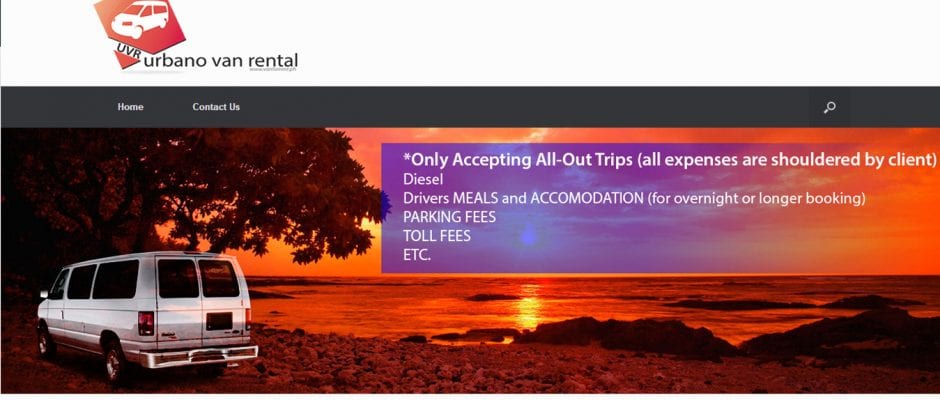 UVR
urbano van rental
Home
Contact Us
*Only Accepting All-Out Trips (all expenses are shouldered by client)
Diesel
Drivers MEALS and ACCOMODATION (for overnight or longer booking)
PARKING FEES
TOLL FEES
ETC.